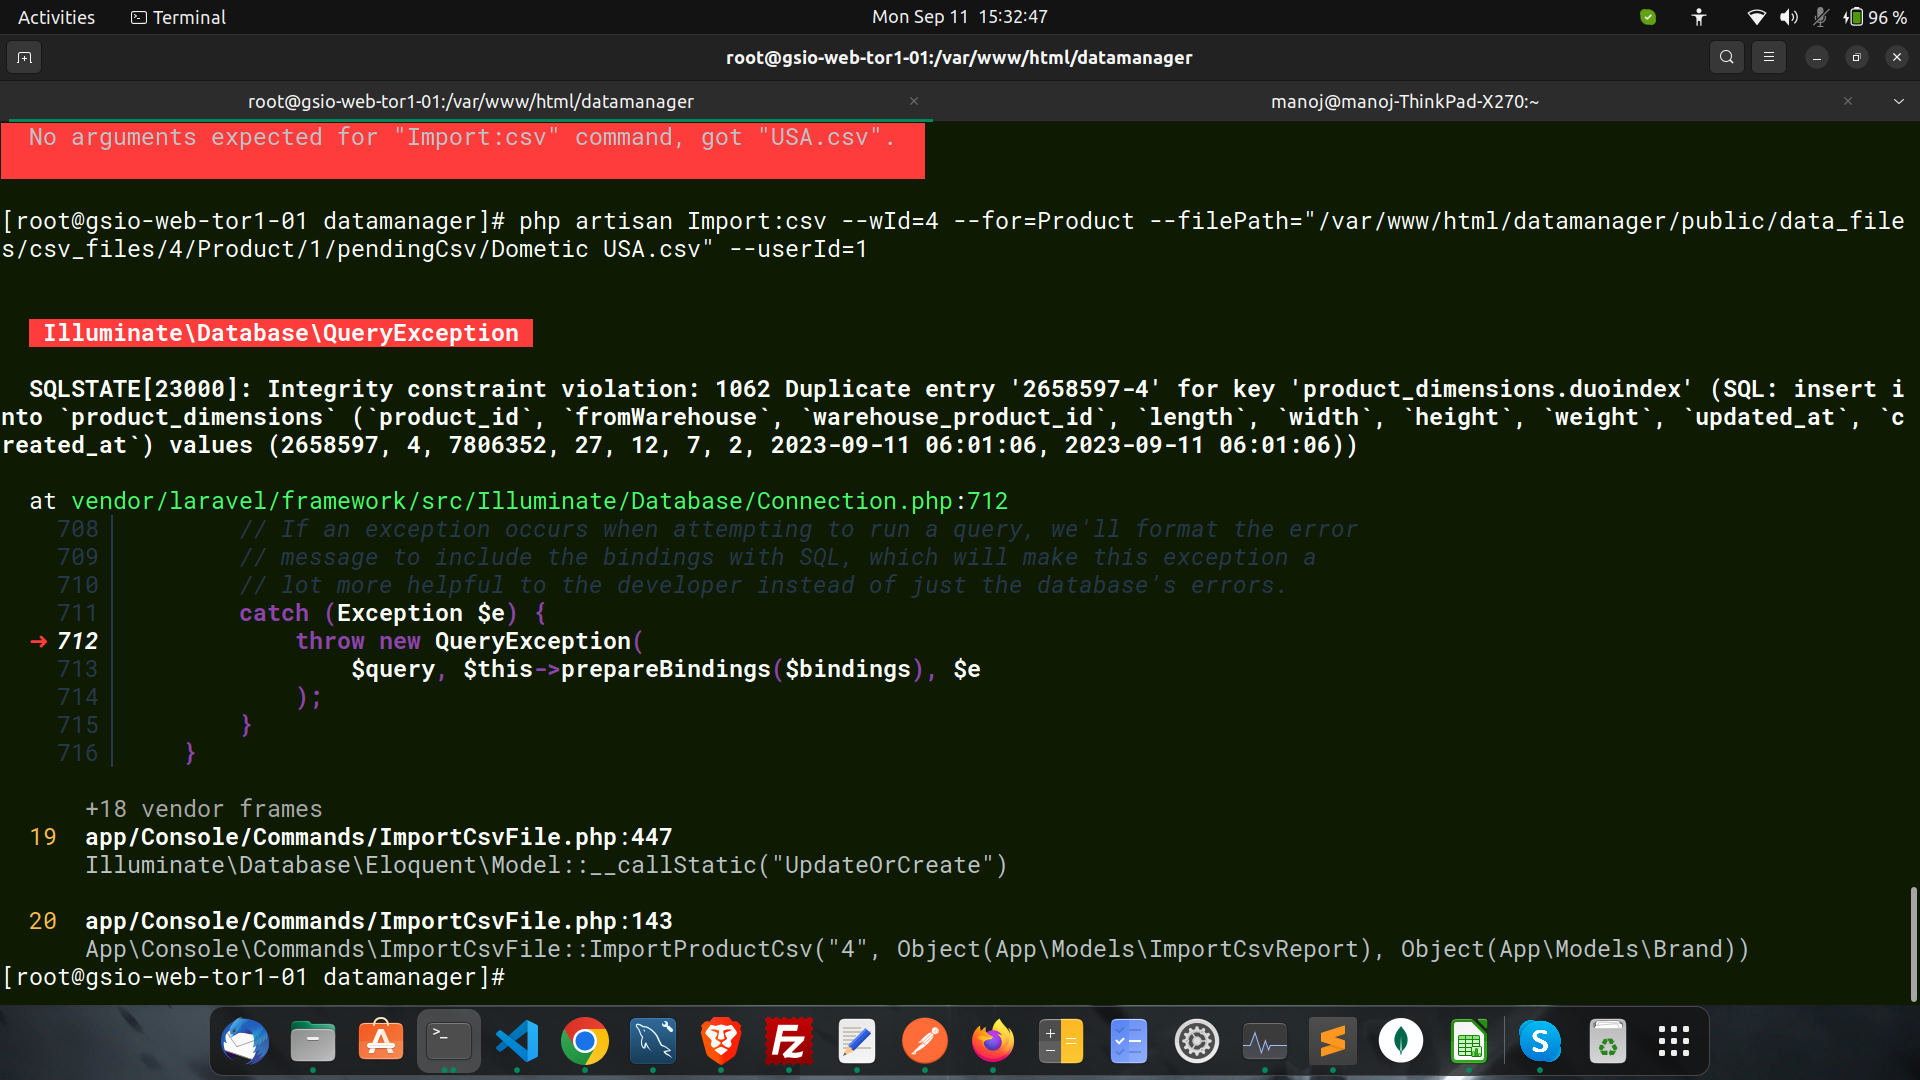 Activities
Terminal
Mon Sep 11  15:32:47
96 %
root@gsio-web-tor1-01:/var/www/html/datamanager
root@gsio-web-tor1-01:/var/www/html/datamanager
manoj@manoj-ThinkPad-X270:~
No arguments expected for "Import:csv" command, got "USA.csv".
[root@gsio-web-tor1-01 datamanager]# php artisan Import:csv --wId=4 --for=Product --filePath="/var/www/html/datamanager/public/data_file
s/csv_files/4/Product/1/pendingCsv/Dometic USA.csv" --userId=1
Illuminate\Database\QueryException
SQLSTATE[23000]: Integrity constraint violation: 1062 Duplicate entry '2658597-4' for key 'product_dimensions.duoindex' (SQL: insert i
nto `product_dimensions` (`product_id`, `fromWarehouse`, `warehouse_product_id`, `length`, `width`, `height`, `weight`, `updated_at`, `c
reated_at`) values (2658597, 4, 7806352, 27, 12, 7, 2, 2023-09-11 06:01:06, 2023-09-11 06:01:06))
at vendor/laravel/framework/src/Illuminate/Database/Connection.php:712
708 // If an exception occurs when attempting to run a query, we'll format the error
709 // message to include the bindings with SQL, which will make this exception a
710 // lot more helpful to the developer instead of just the database's errors.
711 catch (Exception $e) {
➜ 712 throw new QueryException(
713 $query, $this->prepareBindings($bindings), $e
714 );
715 }
716 }
+18 vendor frames
19 app/Console/Commands/ImportCsvFile.php:447
Illuminate\Database\Eloquent\Model::__callStatic("UpdateOrCreate")
20 app/Console/Commands/ImportCsvFile.php:143
App\Console\Commands\ImportCsvFile::ImportProductCsv("4", Object(App\Models\ImportCsvReport), Object(App\Models\Brand))
[root@gsio-web-tor1-01 datamanager]#